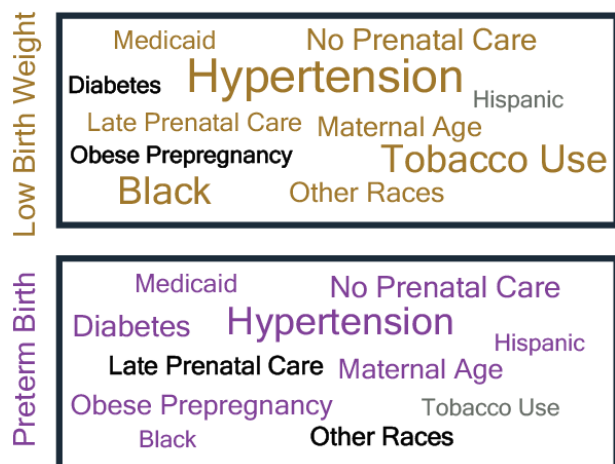 Low Birth Weight
Medicaid No Prenatal Care
Diabetes Hypertension
Hispanic
Late Prenatal Care Maternal Age
Obese Prepregnancy Tobacco Use
Black Other Races
Preterm Birth
Medicaid No Prenatal Care
Diabetes Hypertension
Hispanic
Late Prenatal Care Maternal Age
Obese Prepregnancy Tobacco Use
Black Other Races